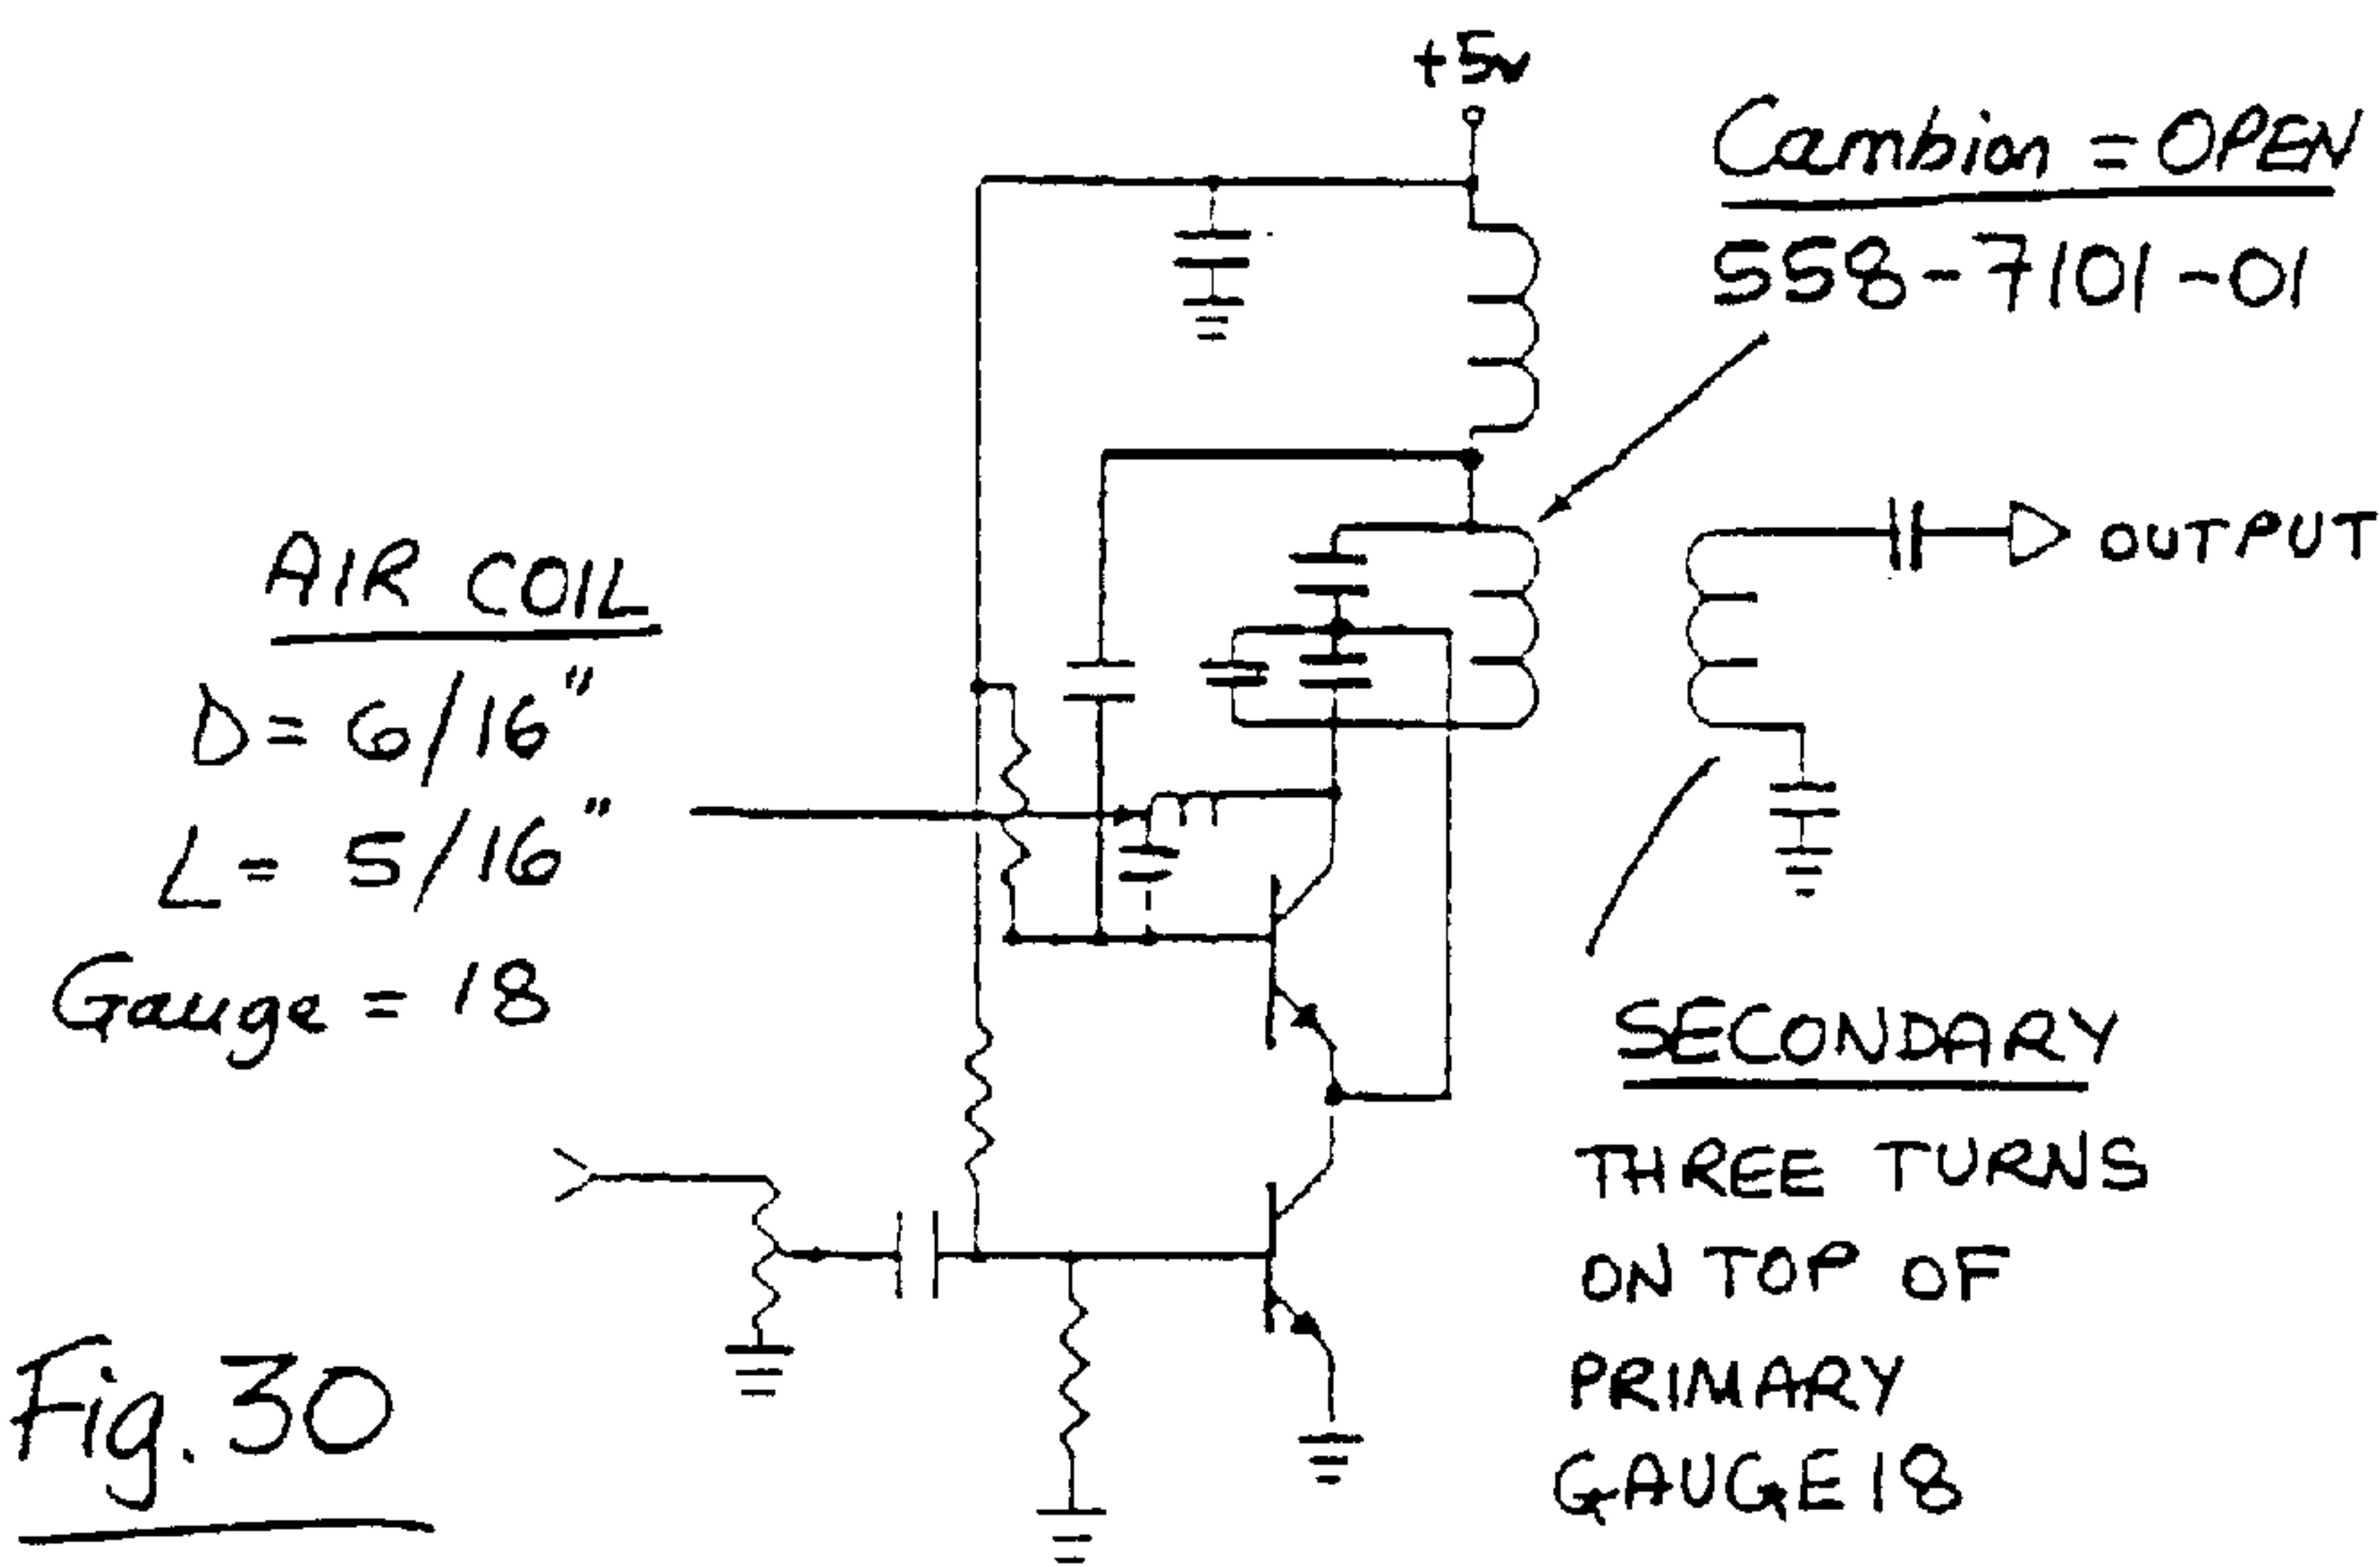 +5v
Cambion = OPEN
558-7101-01
AIR COIL
D = 6/16"
L = 5/16"
Gauge = 18
OUTPUT
SECONDARY
THREE TURNS
ON TOP OF
PRIMARY
GAUGE 18
Fig. 30